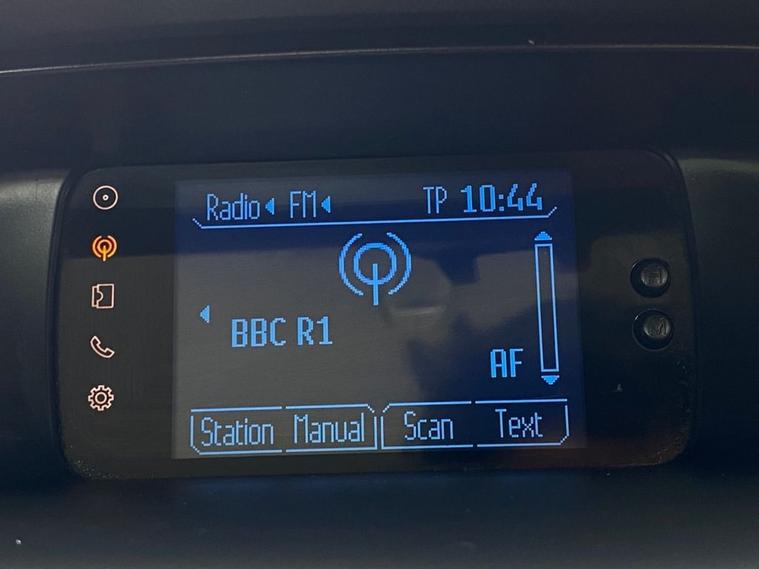 Radio FM TP 10:44
BBC R1
AF
Station Manual Scan Text